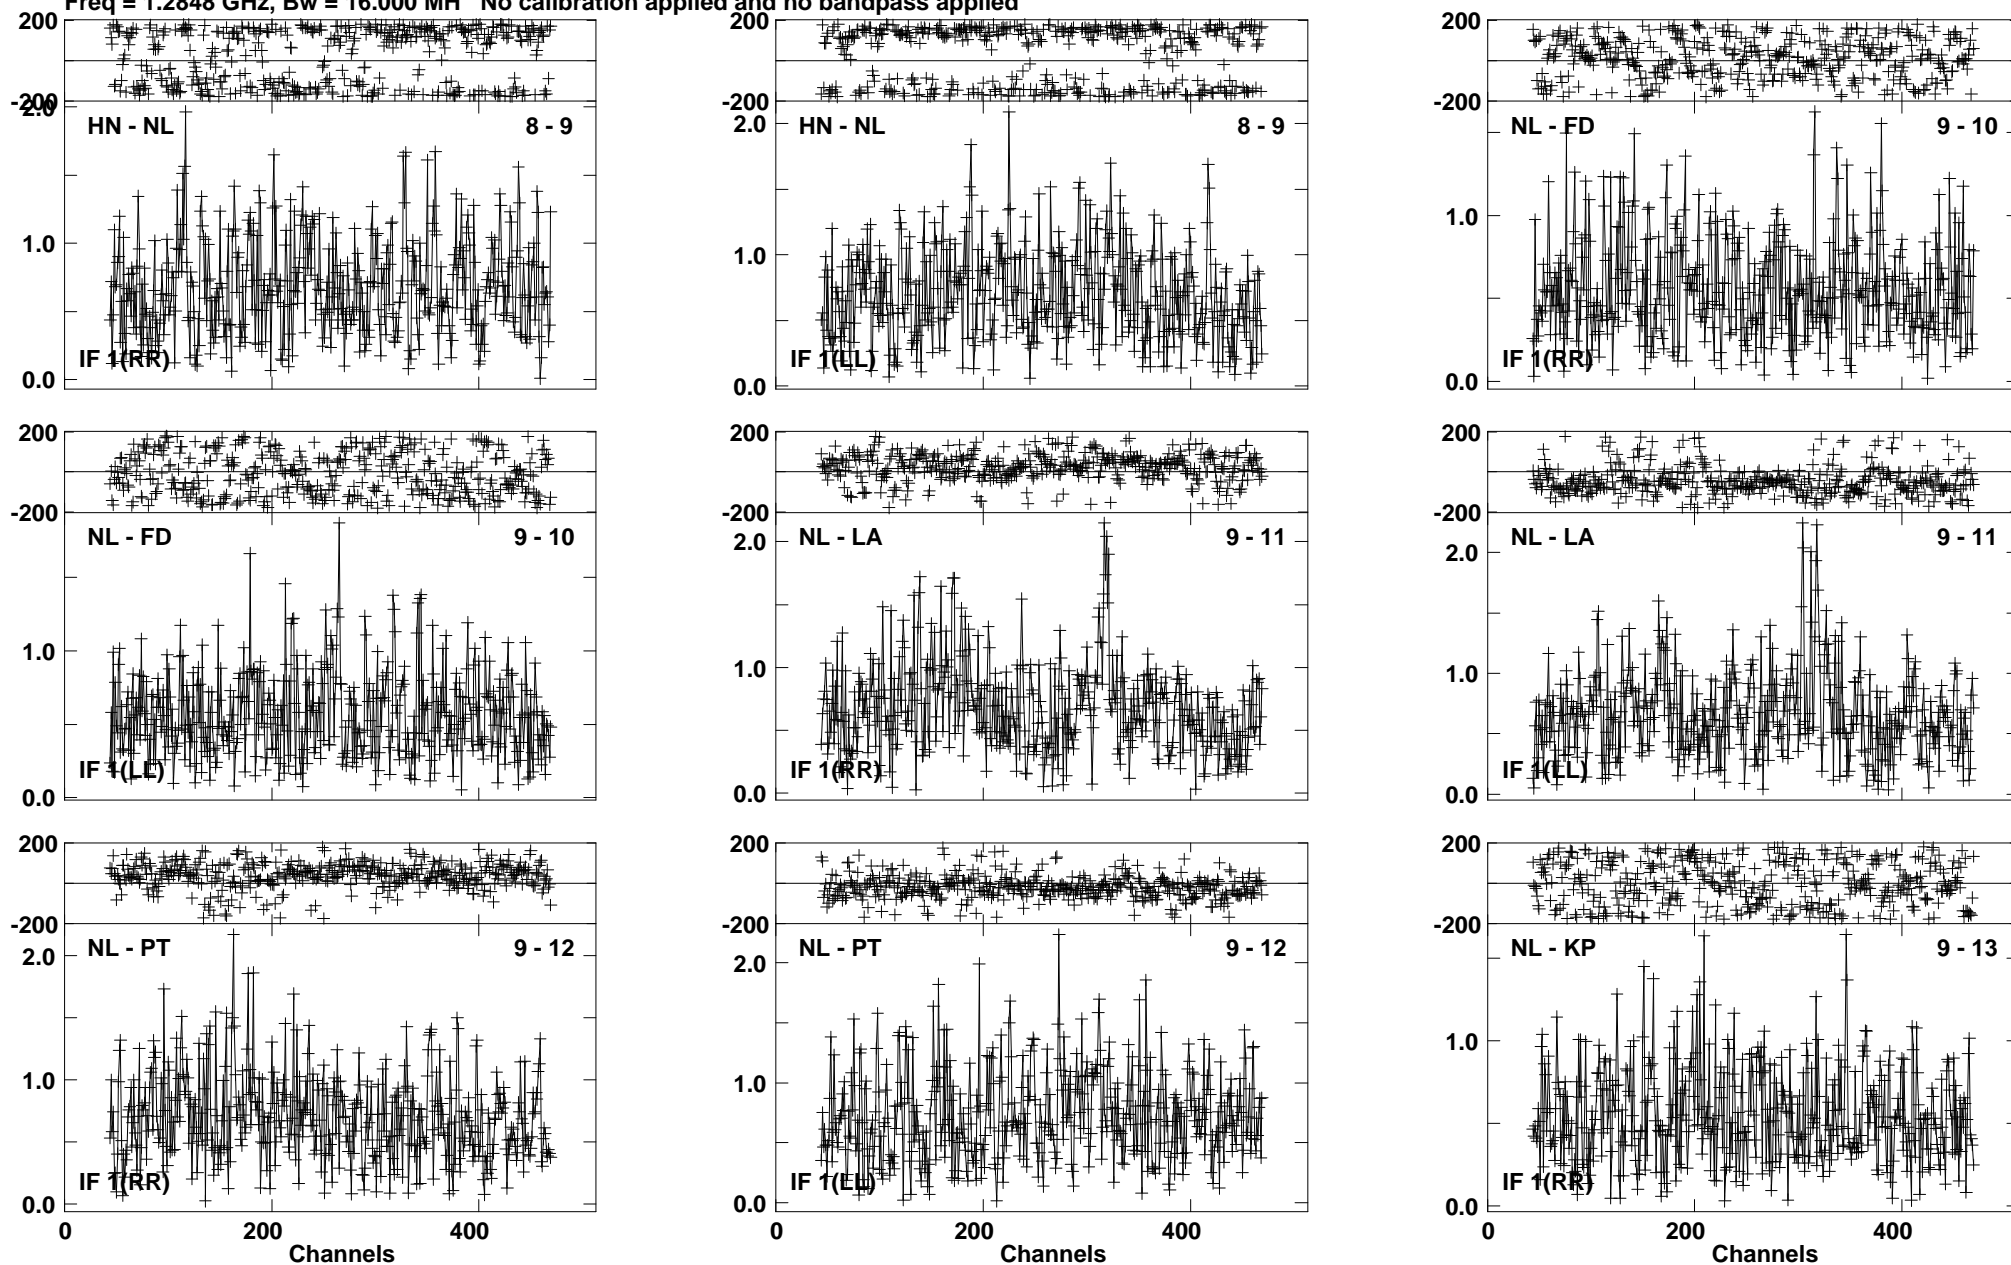 Freq = 1.2848 GHz, Bw = 16.000 MH No calibration applied and no bandpass applied
200
-200
2.0
HN - NL 8 - 9
1.0
IF 1(RR)
0.0
200
-200
2.0
HN - NL 8 - 9
1.0
IF 1(LL)
0.0
200
-200
NL - FD 9 - 10
1.0
IF 1(RR)
0.0
200
-200
NL - FD 9 - 10
1.0
IF 1(LL)
0.0
200
-200
NL - LA 9 - 11
2.0
1.0
IF 1(RR)
0.0
200
-200
NL - LA 9 - 11
2.0
1.0
IF 1(LL)
0.0
200
-200
NL - PT 9 - 12
2.0
1.0
IF 1(RR)
0.0
0 200 400
Channels
200
-200
NL - PT 9 - 12
2.0
1.0
IF 1(LL)
0.0
0 200 400
Channels
200
-200
NL - KP 9 - 13
1.0
IF 1(RR)
0.0
0 200 400
Channels